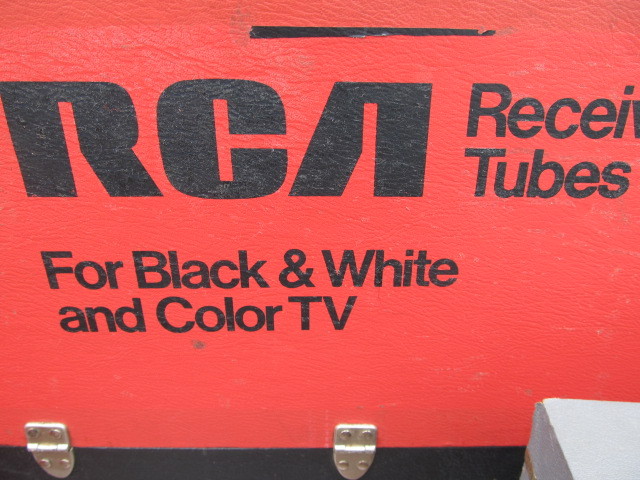 RCA
Tubes
For Black & White
and Color TV